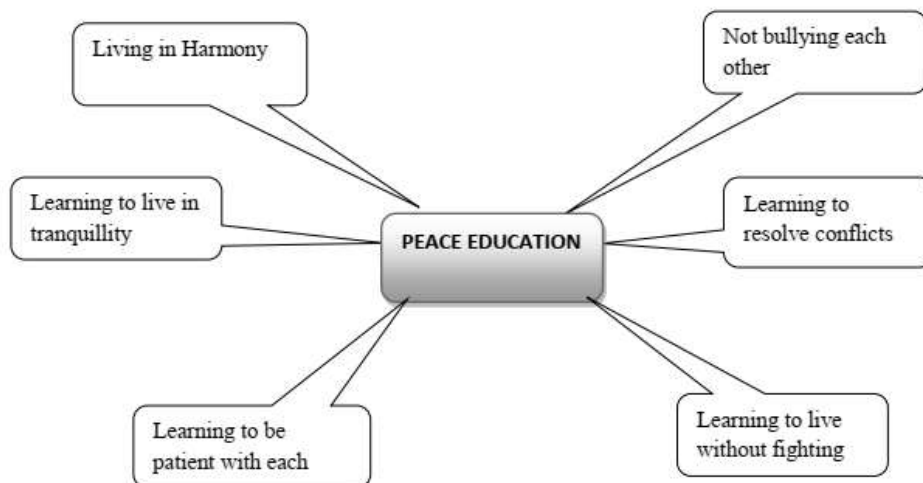 Living in Harmony
Not bullying each
other
Learning to live in
tranquillity
PEACE EDUCATION
Learning to
resolve conflicts
Learning to be
patient with each
Learning to live
without fighting